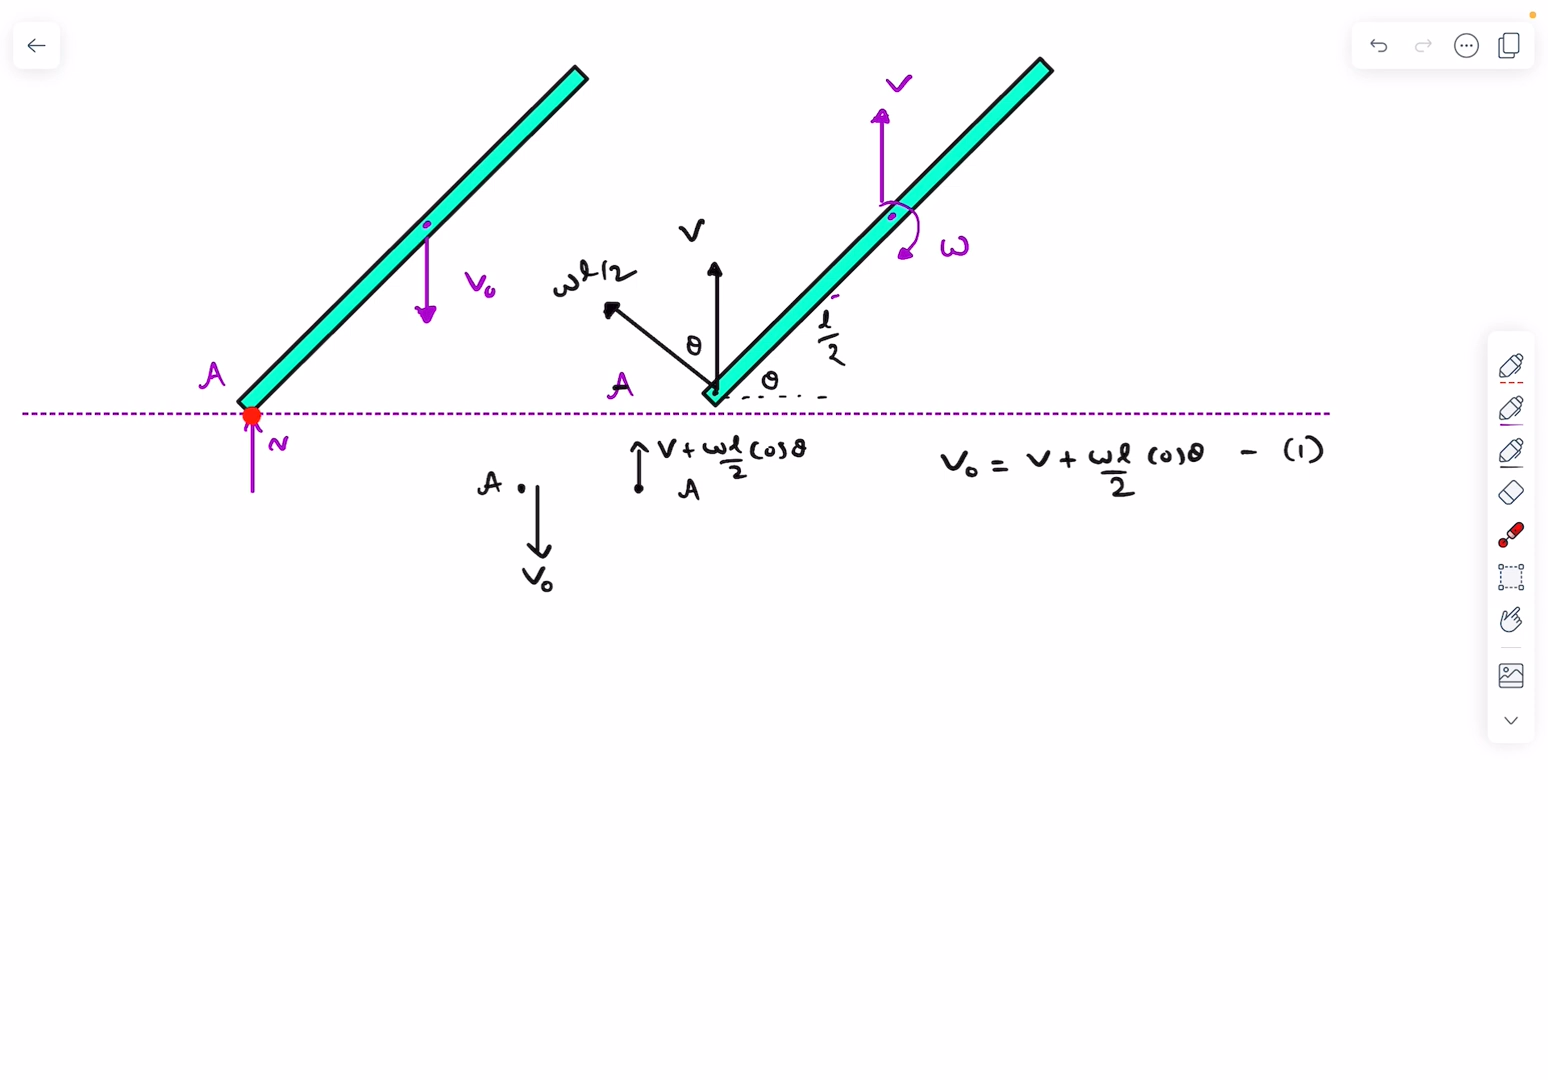 v
v
ωl/2
ω
v₀
θ
l/2
A
A
θ
N
v + ωl/2 cosθ
v₀ = v + ωl/2 cosθ - (1)
A
A
v₀